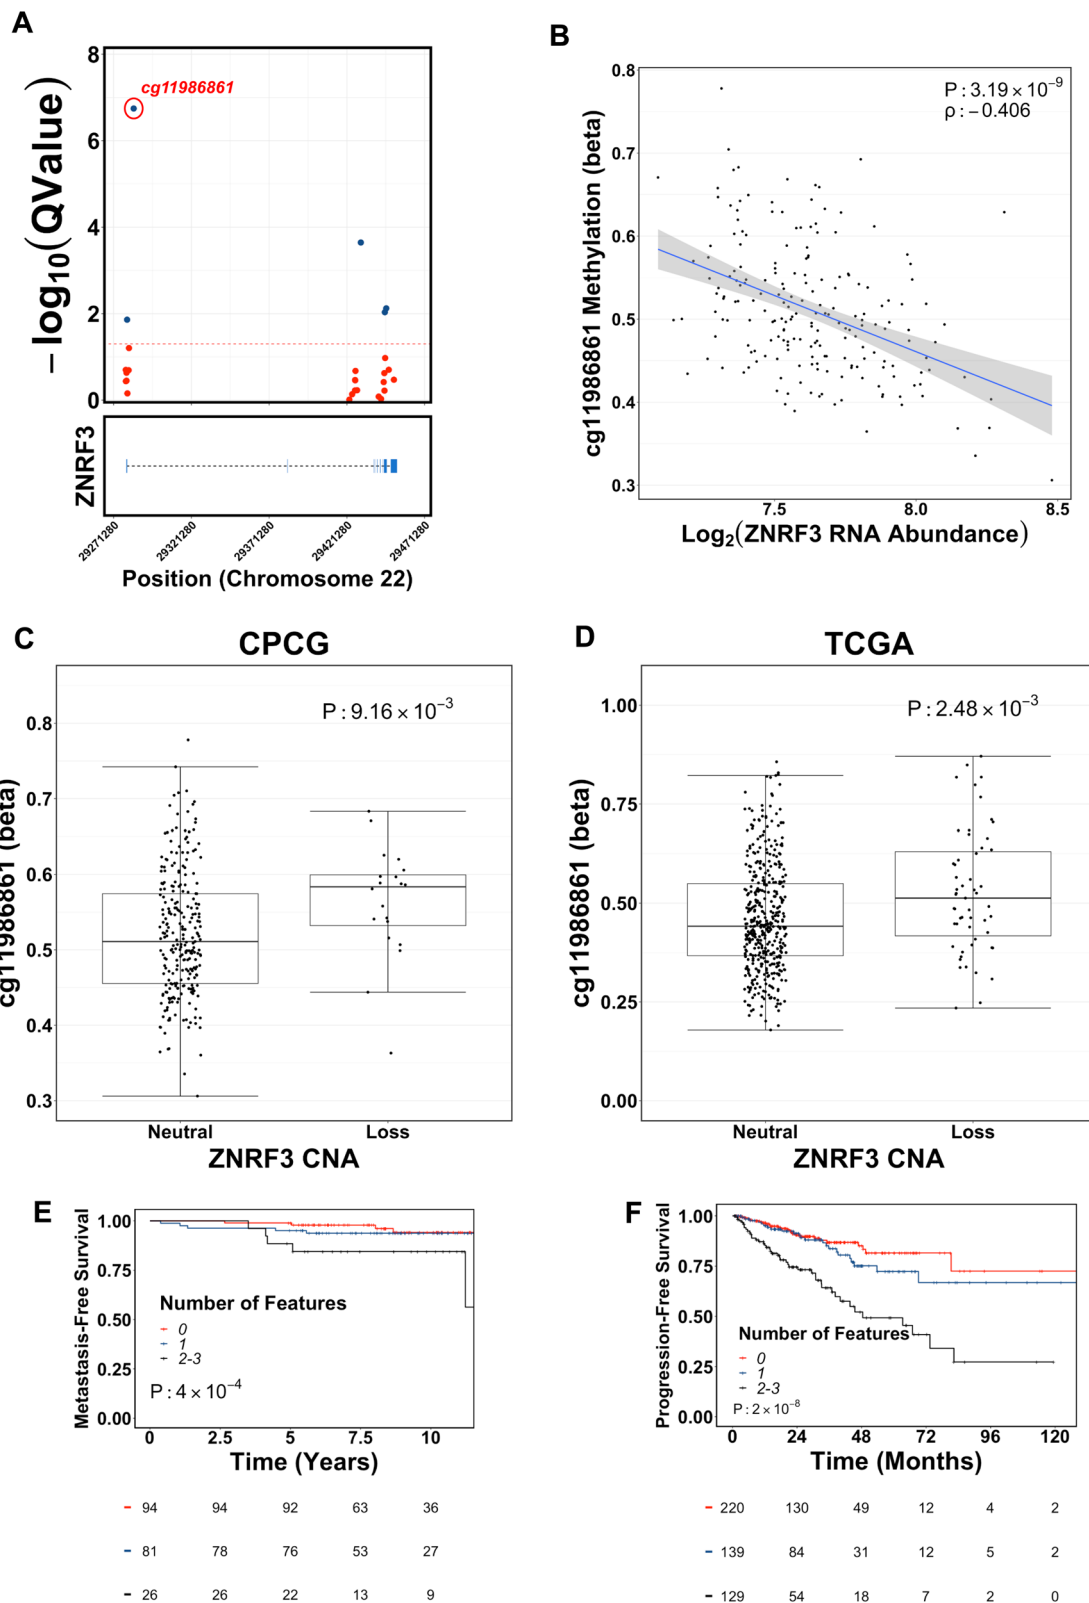 A
8
cg11986861
6
4
2
0
−log10(QValue)
ZNRF3
29271280
29321280
29371280
29421280
29471280
Position (Chromosome 22)
B
0.8
P : 3.19 × 10−9
ρ : −0.406
0.7
0.6
0.5
0.4
0.3
cg11986861 Methylation (beta)
7.5
8.0
8.5
Log2(ZNRF3 RNA Abundance)
C
CPCG
P : 9.16 × 10−3
0.8
0.7
0.6
0.5
0.4
0.3
cg11986861 (beta)
Neutral
Loss
ZNRF3 CNA
D
TCGA
P : 2.48 × 10−3
1.00
0.75
0.50
0.25
0.00
cg11986861 (beta)
Neutral
Loss
ZNRF3 CNA
E
1.00
0.75
0.50
0.25
0.00
Metastasis-Free Survival
Number of Features
0
1
2-3
P : 4 × 10−4
0 2.5 5 7.5 10
Time (Years)
94 94 92 63 36
81 78 76 53 27
26 26 22 13 9
F
1.00
0.75
0.50
0.25
0.00
Progression-Free Survival
Number of Features
0
1
2-3
P : 2 × 10−8
0 24 48 72 96 120
Time (Months)
220 130 49 12 4 2
139 84 31 12 5 2
129 54 18 7 2 0